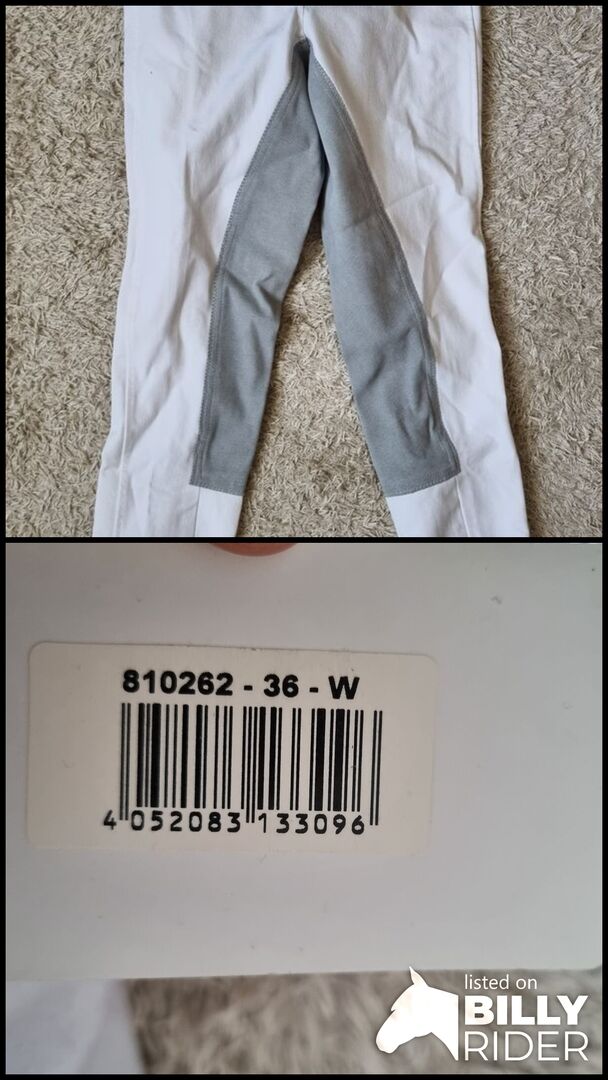 810262 - 36 - W
4 052083 133096
listed on
BILLY
RIDER